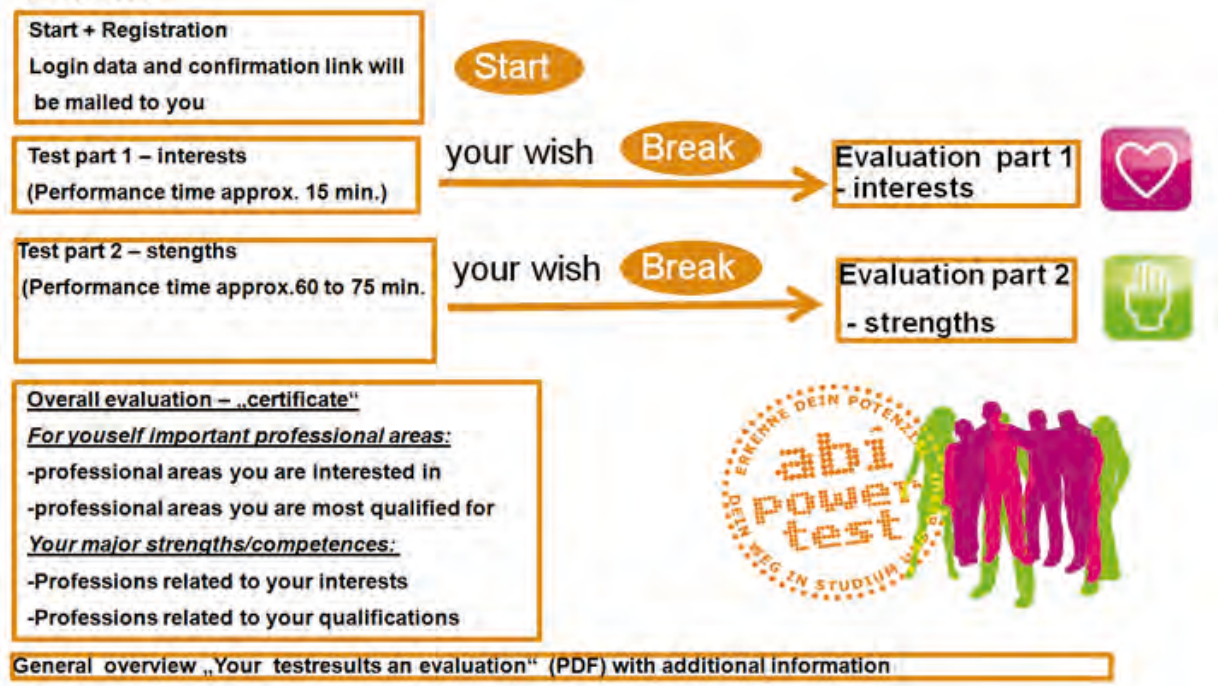 Start + Registration
Login data and confirmation link will
be mailed to you
Start
Test part 1 – interests
(Performance time approx. 15 min.)
your wish
Break
Evaluation part 1
- interests
Test part 2 – stengths
(Performance time approx.60 to 75 min.
your wish
Break
Evaluation part 2
- strengths
Overall evaluation – „certificate“
For youself important professional areas:
-professional areas you are interested in
-professional areas you are most qualified for
Your major strengths/competences:
-Professions related to your interests
-Professions related to your qualifications
ERKENNE DEIN
abi
power
test
DEIN WEG IN STUDIUM
General overview „Your testresults an evaluation“ (PDF) with additional information